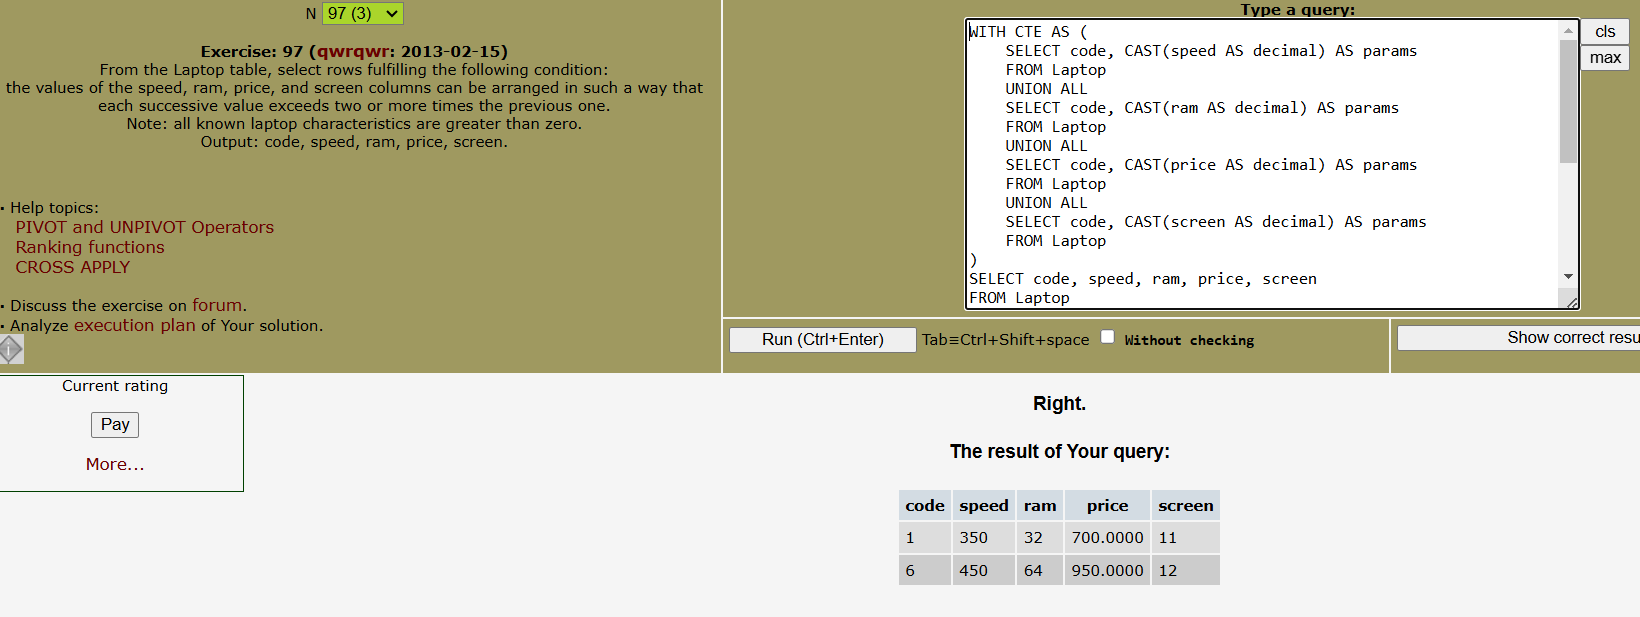 N 97 (3)
Exercise: 97 (qwrqwr: 2013-02-15)
From the Laptop table, select rows fulfilling the following condition:
the values of the speed, ram, price, and screen columns can be arranged in such a way that
each successive value exceeds two or more times the previous one.
Note: all known laptop characteristics are greater than zero.
Output: code, speed, ram, price, screen.
· Help topics:
PIVOT and UNPIVOT Operators
Ranking functions
CROSS APPLY
· Discuss the exercise on forum.
· Analyze execution plan of Your solution.
Type a query:
WITH CTE AS (
SELECT code, CAST(speed AS decimal) AS params
FROM Laptop
UNION ALL
SELECT code, CAST(ram AS decimal) AS params
FROM Laptop
UNION ALL
SELECT code, CAST(price AS decimal) AS params
FROM Laptop
UNION ALL
SELECT code, CAST(screen AS decimal) AS params
FROM Laptop
)
SELECT code, speed, ram, price, screen
FROM Laptop
cls
max
Run (Ctrl+Enter) Tab≡Ctrl+Shift+space Without checking
Show correct resu
Current rating
Pay
More...
Right.
The result of Your query:
code speed ram price screen
1 350 32 700.0000 11
6 450 64 950.0000 12